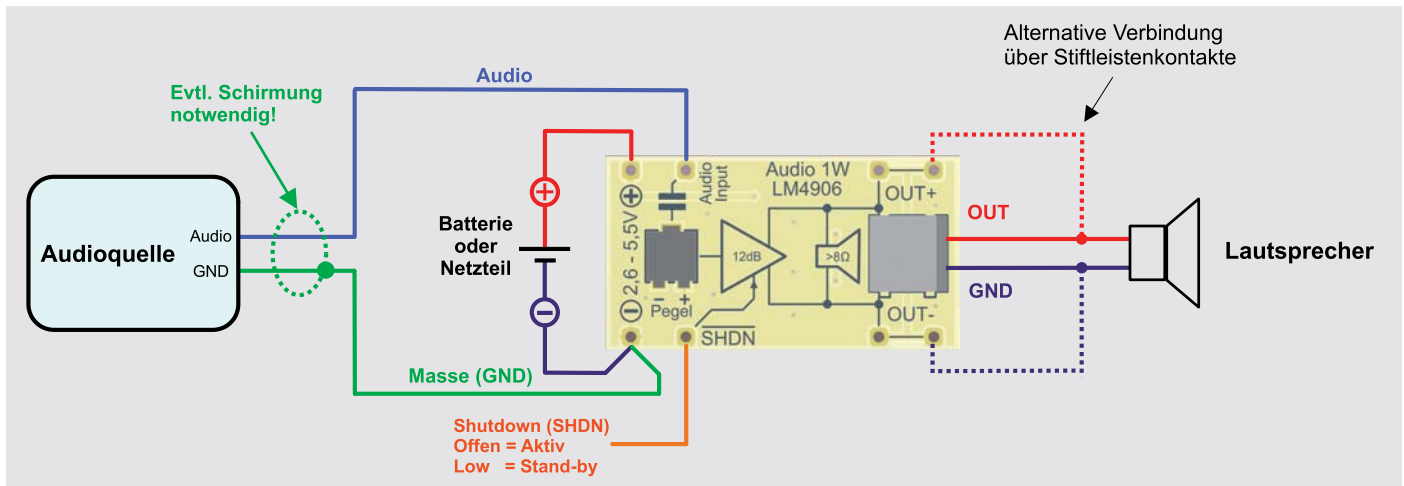 Alternative Verbindung
über Stiftleistenkontakte
Evtl. Schirmung
notwendig!
Audio
Audioquelle
Audio
GND
Batterie
oder
Netzteil
+
−
Audio
Input
Audio 1W
LM4906
+
2,6 - 5,5V
−
12dB
>8Ω
− +
Pegel
SHDN
OUT+
OUT-
OUT
GND
Lautsprecher
Masse (GND)
Shutdown (SHDN)
Offen = Aktiv
Low = Stand-by